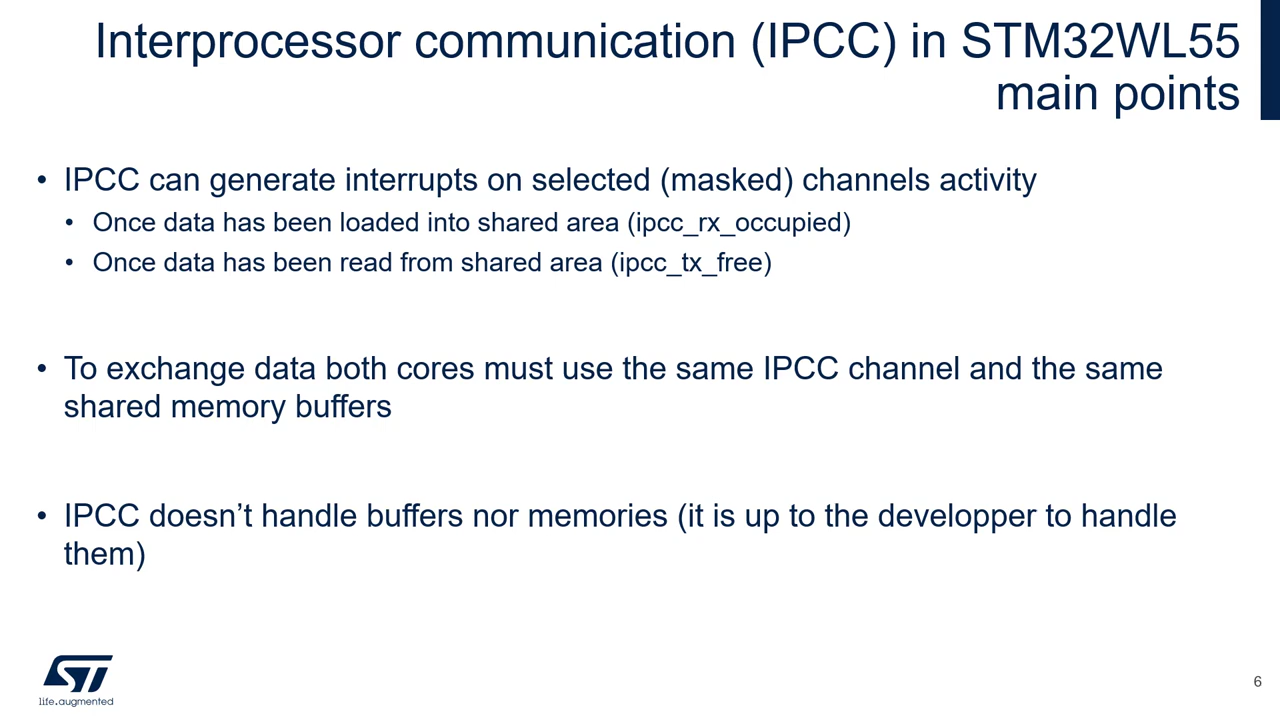 Interprocessor communication (IPCC) in STM32WL55
main points
• IPCC can generate interrupts on selected (masked) channels activity
• Once data has been loaded into shared area (ipcc_rx_occupied)
• Once data has been read from shared area (ipcc_tx_free)
• To exchange data both cores must use the same IPCC channel and the same
shared memory buffers
• IPCC doesn’t handle buffers nor memories (it is up to the developper to handle
them)
ST
life.augmented
6